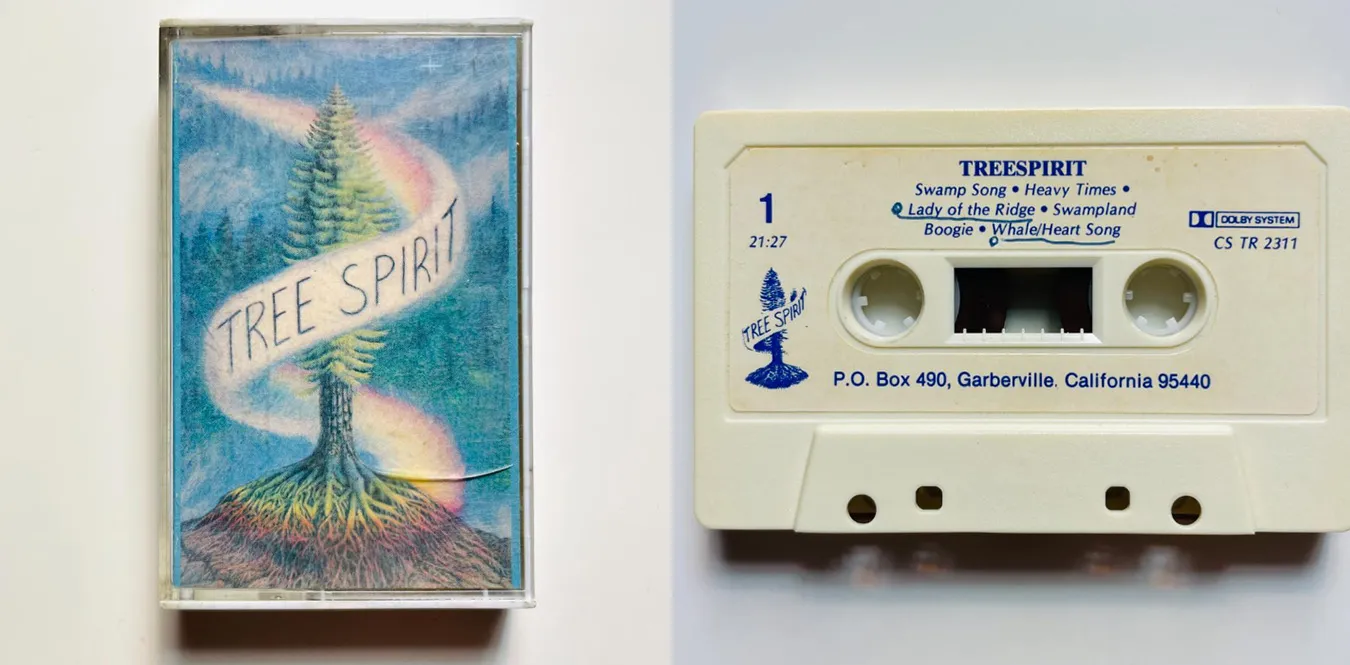 TREE SPIRIT
TREESPIRIT
Swamp Song • Heavy Times •
Lady of the Ridge • Swampland
Boogie • Whale/Heart Song
1
21:27
DOLBY SYSTEM
CS TR 2311
TREE SPIRIT
P.O. Box 490, Garberville. California 95440